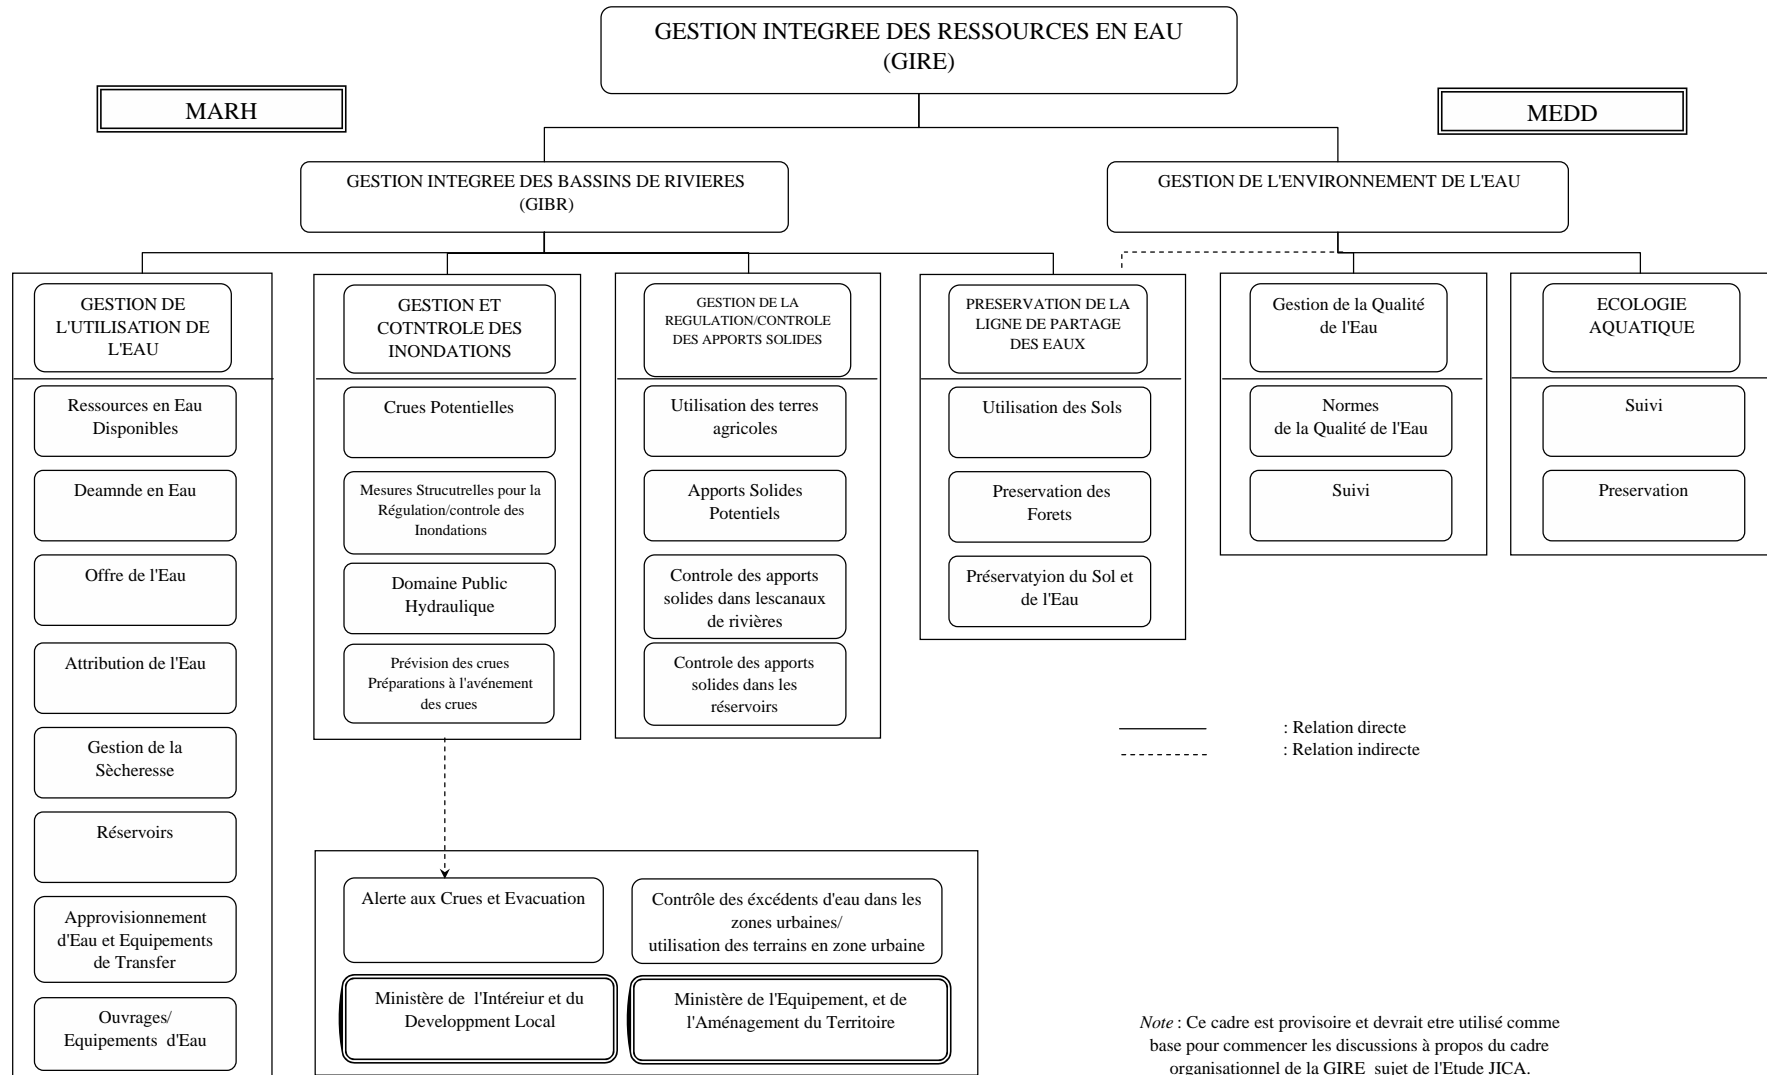 GESTION INTEGREE DES RESSOURCES EN EAU
(GIRE)
MARH
MEDD
GESTION INTEGREE DES BASSINS DE RIVIERES
(GIBR)
GESTION DE L'ENVIRONNEMENT DE L'EAU
GESTION DE
L'UTILISATION DE
L'EAU
Ressources en Eau
Disponibles
Deamnde en Eau
Offre de l'Eau
Attribution de l'Eau
Gestion de la
Sècheresse
Réservoirs
Approvisionnement
d'Eau et Equipements
de Transfer
Ouvrages/
Equipements d'Eau
GESTION ET
COTNTROLE DES
INONDATIONS
Crues Potentielles
Mesures Strucutrelles pour la
Régulation/controle des
Inondations
Domaine Public
Hydraulique
Prévision des crues
Préparations à l'avénement
des crues
GESTION DE LA
REGULATION/CONTROLE
DES APPORTS SOLIDES
Utilisation des terres
agricoles
Apports Solides
Potentiels
Controle des apports
solides dans lescanaux
de rivières
Controle des apports
solides dans les
réservoirs
PRESERVATION DE LA
LIGNE DE PARTAGE
DES EAUX
Utilisation des Sols
Preservation des
Forets
Préservatyion du Sol et
de l'Eau
Gestion de la Qualité
de l'Eau
Normes
de la Qualité de l'Eau
Suivi
ECOLOGIE
AQUATIQUE
Suivi
Preservation
: Relation directe
: Relation indirecte
Alerte aux Crues et Evacuation
Contrôle des éxcédents d'eau dans les
zones urbaines/
utilisation des terrains en zone urbaine
Ministère de l'Intéreiur et du
Developpment Local
Ministère de l'Equipement, et de
l'Aménagement du Territoire
Note : Ce cadre est provisoire et devrait etre utilisé comme
base pour commencer les discussions à propos du cadre
organisationnel de la GIRE sujet de l'Etude JICA.